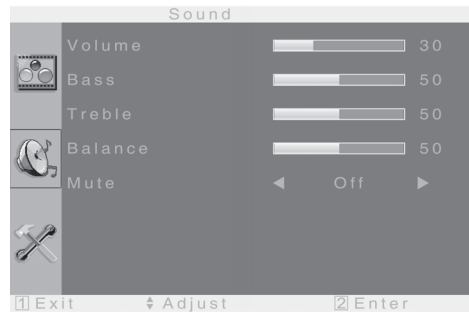 Sound
Volume 30
Bass 50
Treble 50
Balance 50
Mute ◀ Off ▶
1 Exit ♦ Adjust 2 Enter